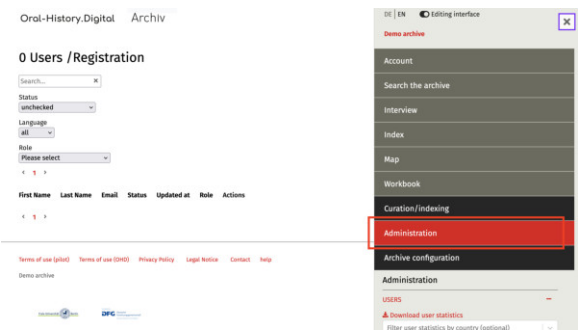 Oral-History.Digital Archiv
0 Users /Registration
Search... ×
Status
unchecked
Language
all
Role
Please select
‹ 1 ›
First Name Last Name Email Status Updated at Role Actions
‹ 1 ›
Terms of use (pilot) Terms of use (OHD) Privacy Policy Legal Notice Contact help
Demo archive
DFG
DE | EN Editing interface
×
Demo archive
Account
Search the archive
Interview
Index
Map
Workbook
Curation/indexing
Administration
Archive configuration
Administration
USERS −
Download user statistics
Filter user statistics by country (optional)